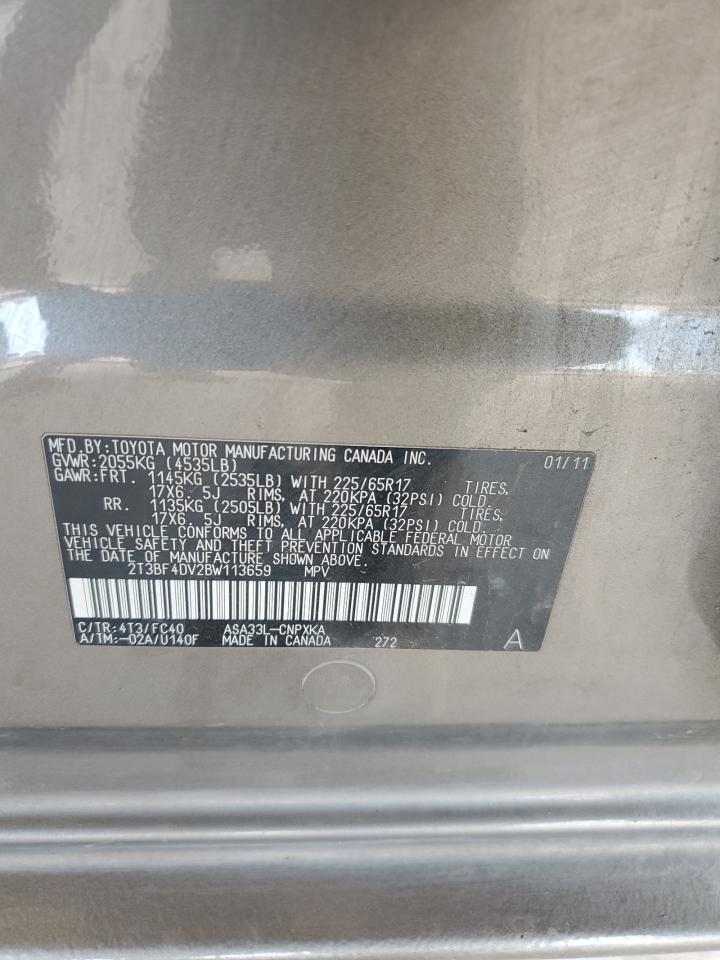 MFD.BY:TOYOTA MOTOR MANUFACTURING CANADA INC. 01/11
GVWR:2055KG (4535LB)
GAWR:FRT. 1145KG (2535LB) WITH 225/65R17 TIRES,
17X6. 5J RIMS, AT 220KPA (32PSI) COLD.
RR. 1135KG (2505LB) WITH 225/65R17 TIRES,
17X6. 5J RIMS, AT 220KPA (32PSI) COLD.
THIS VEHICLE CONFORMS TO ALL APPLICABLE FEDERAL MOTOR
VEHICLE SAFETY AND THEFT PREVENTION STANDARDS IN EFFECT ON
THE DATE OF MANUFACTURE SHOWN ABOVE.
2T3BF4DV2BW113659 MPV
C/TR:4T3/FC40 ASA33L-CNPXKA
A/TM:-02A/U140F MADE IN CANADA 272 A